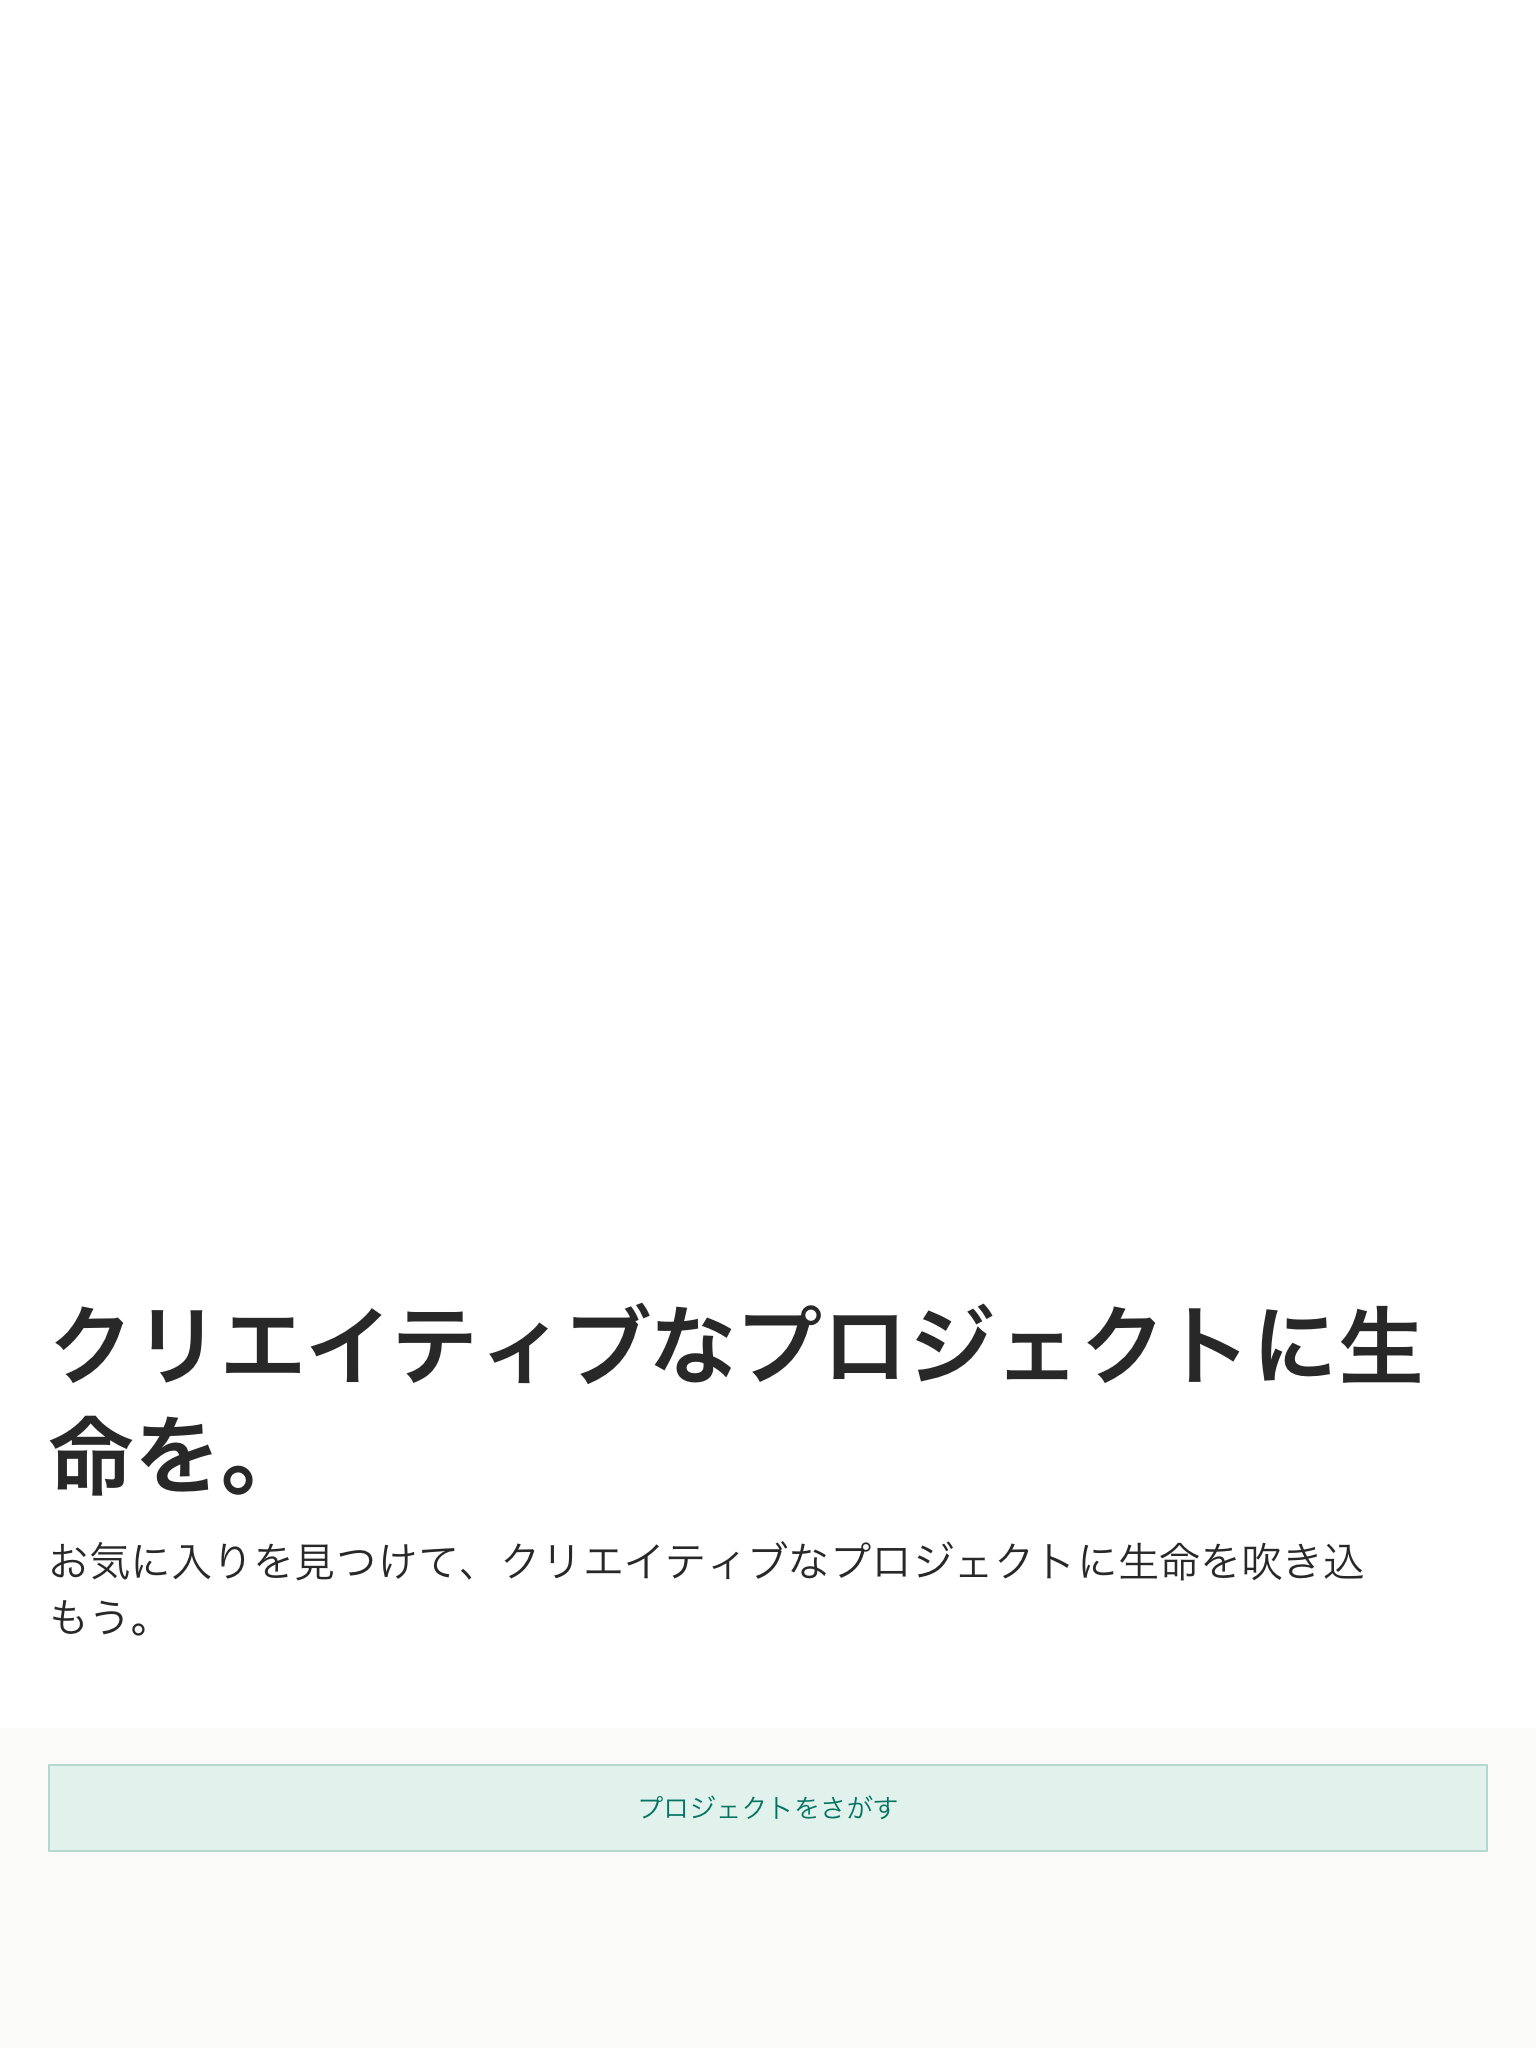 クリエイティブなプロジェクトに生
命を。
お気に入りを見つけて、クリエイティブなプロジェクトに生命を吹き込
もう。
プロジェクトをさがす